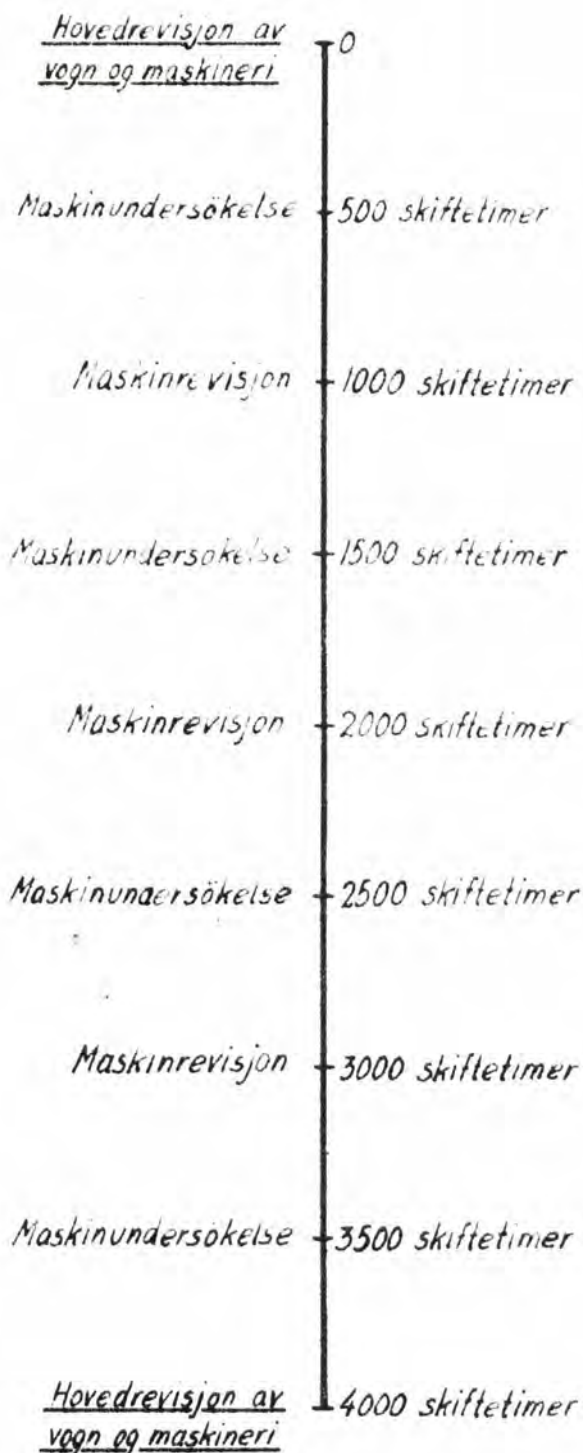 Hovedrevisjon av
vogn og maskineri
0
Maskinundersökelse 500 skiftetimer
Maskinrevisjon 1000 skiftetimer
Maskinundersökelse 1500 skiftetimer
Maskinrevisjon 2000 skiftetimer
Maskinundersökelse 2500 skiftetimer
Maskinrevisjon 3000 skiftetimer
Maskinundersökelse 3500 skiftetimer
Hovedrevisjon av
vogn og maskineri
4000 skiftetimer